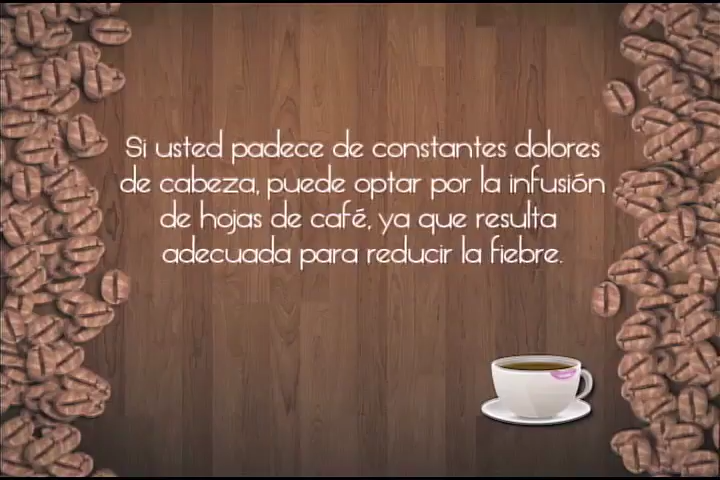 Si usted padece de constantes dolores
de cabeza, puede optar por la infusión
de hojas de café, ya que resulta
adecuada para reducir la fiebre.